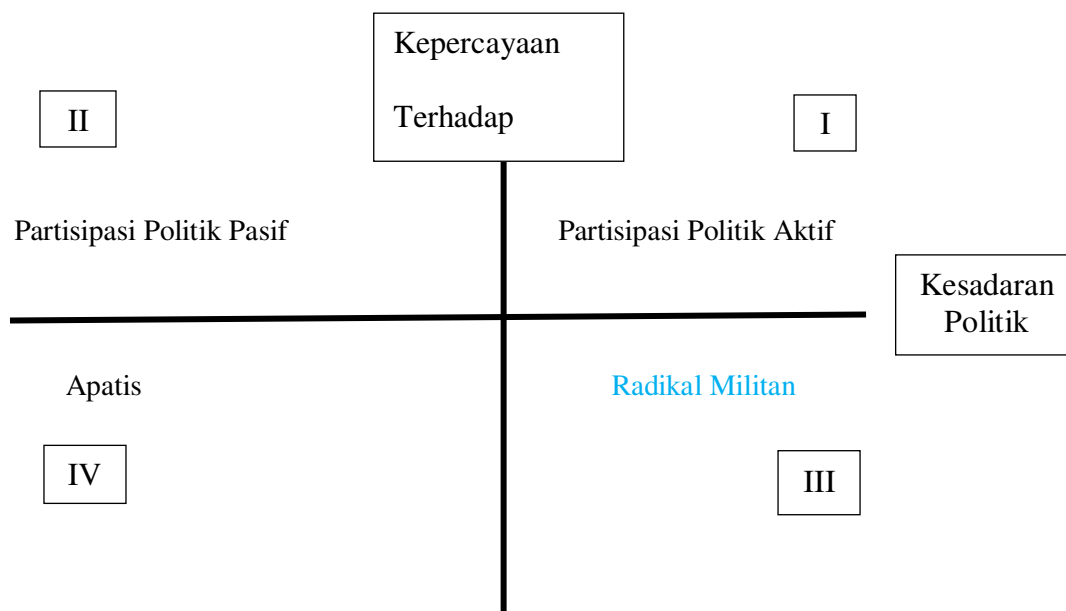 Kepercayaan
Terhadap
II
I
Partisipasi Politik Pasif
Partisipasi Politik Aktif
Kesadaran
Politik
Apatis
Radikal Militan
IV
III